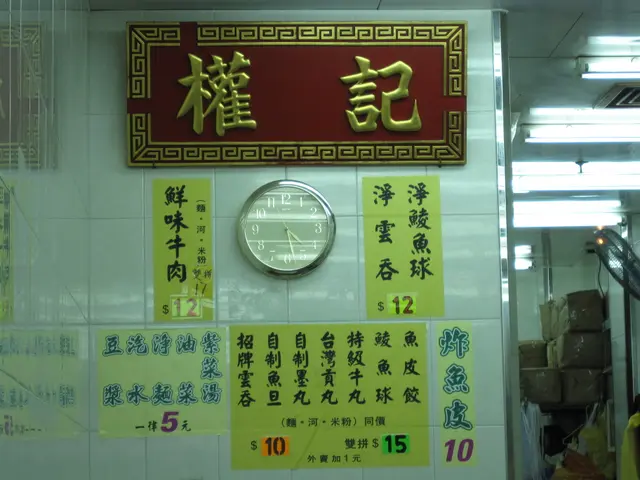 權記
鮮味牛肉
(麵·河·米粉)
雙拼
$12
淨鯪魚球
淨雲吞
$12
紫菜湯
油菜
淨麵
汽水
豆漿
一律5元
魚皮餃
鯪魚球
特級牛丸
台灣貢丸
自制墨丸
自制魚旦
招牌雲吞
(麵·河·米粉)同價
$10 雙拼$15
外賣加1元
炸魚皮
10